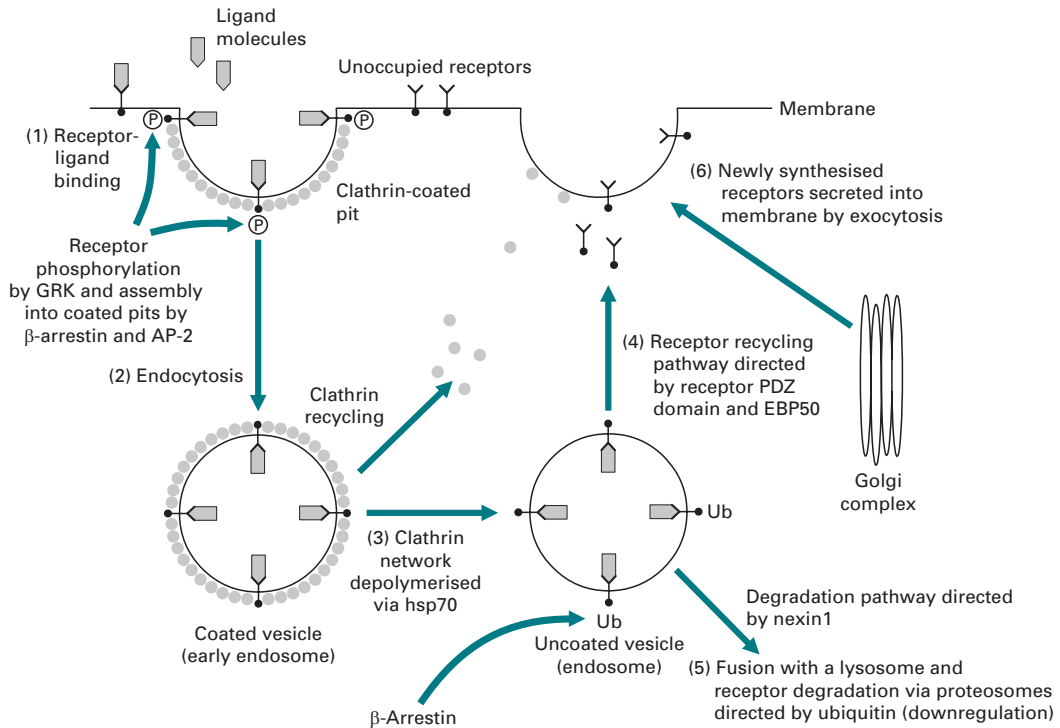 Ligand
molecules
Unoccupied receptors
Membrane
P
P
(1) Receptor-
ligand
binding
Clathrin-coated
pit
P
(6) Newly synthesised
receptors secreted into
membrane by exocytosis
Receptor
phosphorylation
by GRK and assembly
into coated pits by
β-arrestin and AP-2
(2) Endocytosis
Clathrin
recycling
(4) Receptor recycling
pathway directed
by receptor PDZ
domain and EBP50
Golgi
complex
(3) Clathrin
network
depolymerised
via hsp70
Ub
Coated vesicle
(early endosome)
Ub
Uncoated vesicle
(endosome)
Degradation pathway directed
by nexin1
β-Arrestin
(5) Fusion with a lysosome and
receptor degradation via proteosomes
directed by ubiquitin (downregulation)